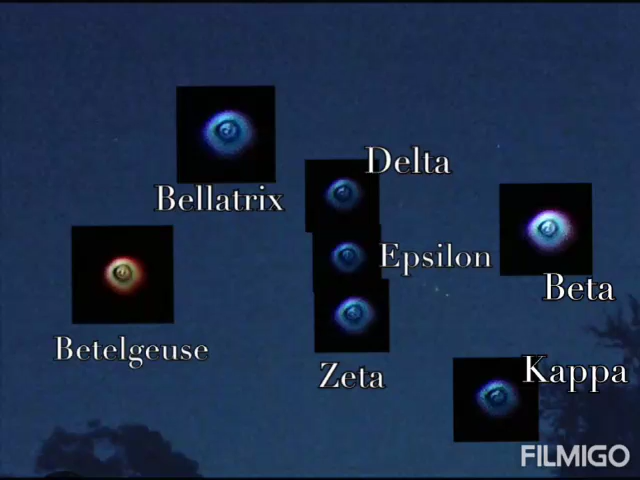 Delta
Bellatrix
Epsilon
Beta
Betelgeuse
Zeta
Kappa
FILMIGO